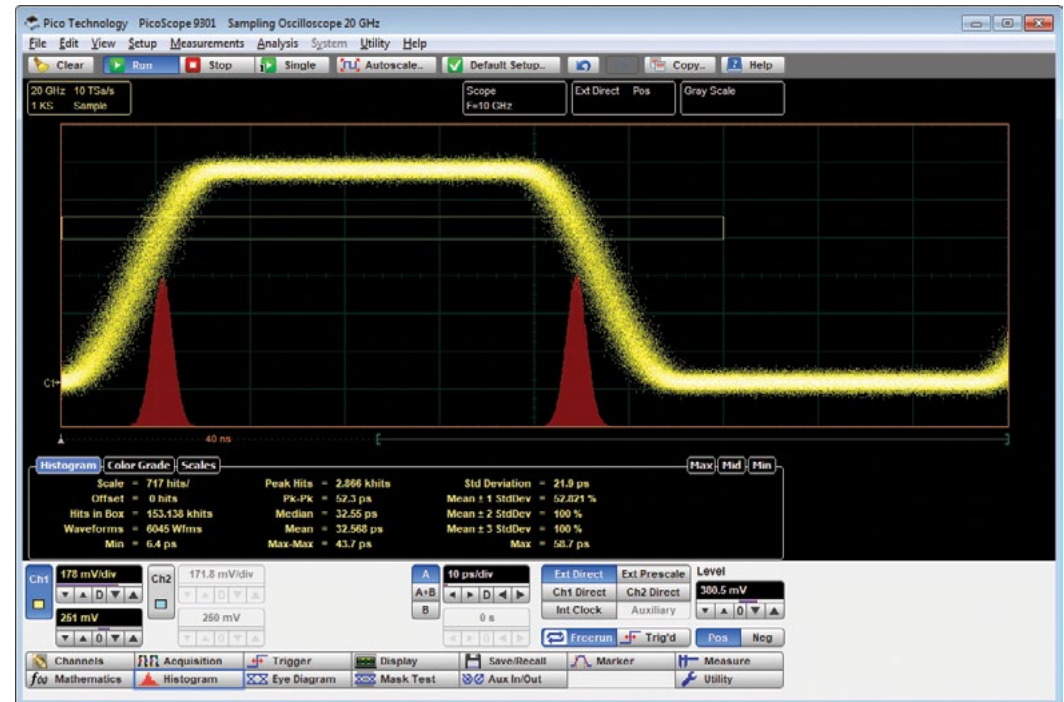 Pico Technology PicoScope 9301 Sampling Oscilloscope 20 GHz
File Edit View Setup Measurements Analysis System Utility Help
Clear Run Stop Single Autoscale.. Default Setup.. Copy.. Help
20 GHz 10 TSa/s
1 KS Sample
Scope
F=10 GHz
Ext Direct Pos
Gray Scale
C1
40 ns
Histogram Color Grade Scales Max Mid Min
Scale = 717 hits/ Peak Hits = 2.866 khits Std Deviation = 21.9 ps
Offset = 0 hits Pk-Pk = 52.3 ps Mean ± 1 StdDev = 52.821 %
Hits in Box = 153.138 khits Median = 32.55 ps Mean ± 2 StdDev = 100 %
Waveforms = 6045 Wfms Mean = 32.568 ps Mean ± 3 StdDev = 100 %
Min = 6.4 ps Max-Max = 43.7 ps Max = 58.7 ps
Ch1 178 mV/div Ch2 171.8 mV/div A 10 ps/div Ext Direct Ext Prescale Level
D A+B D Ch1 Direct Ch2 Direct 380.5 mV
251 mV 250 mV B 0 s Int Clock Auxiliary 0
0 Freerun Trig'd Pos Neg
Channels Acquisition Trigger Display Save/Recall Marker Measure
f(x) Mathematics Histogram Eye Diagram Mask Test Aux In/Out Utility